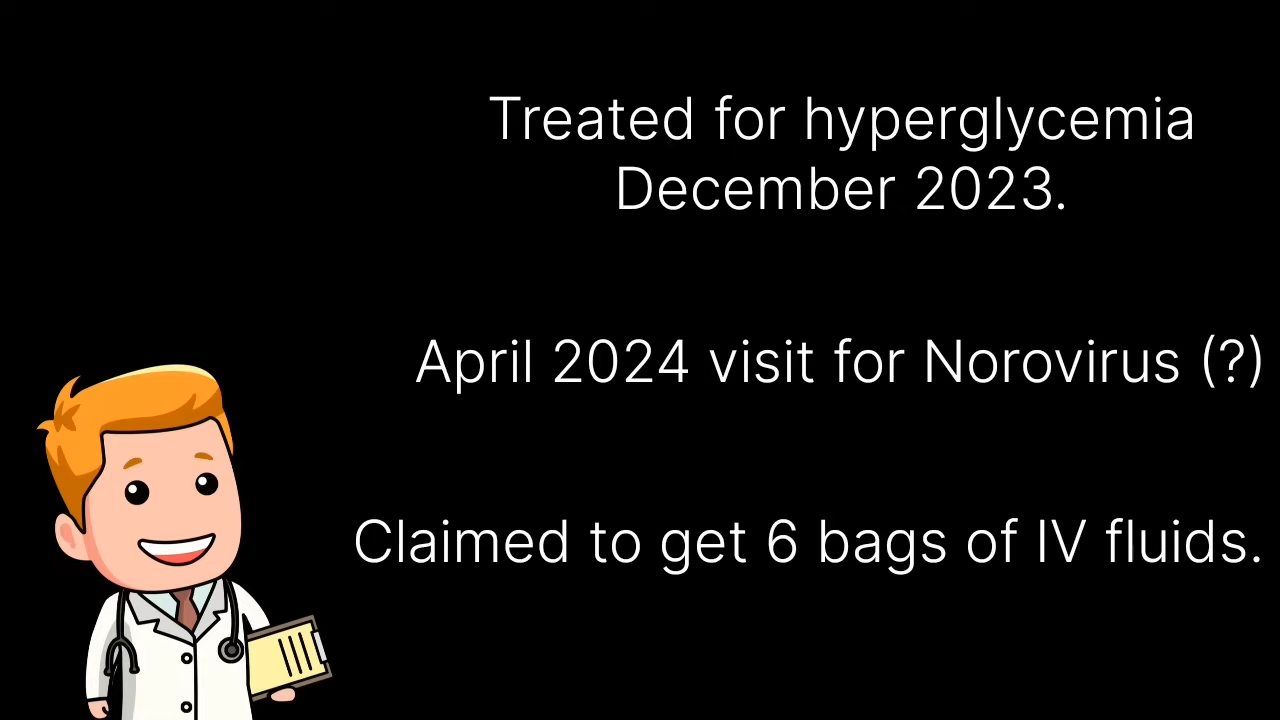 Treated for hyperglycemia
December 2023.
April 2024 visit for Norovirus (?)
Claimed to get 6 bags of IV fluids.